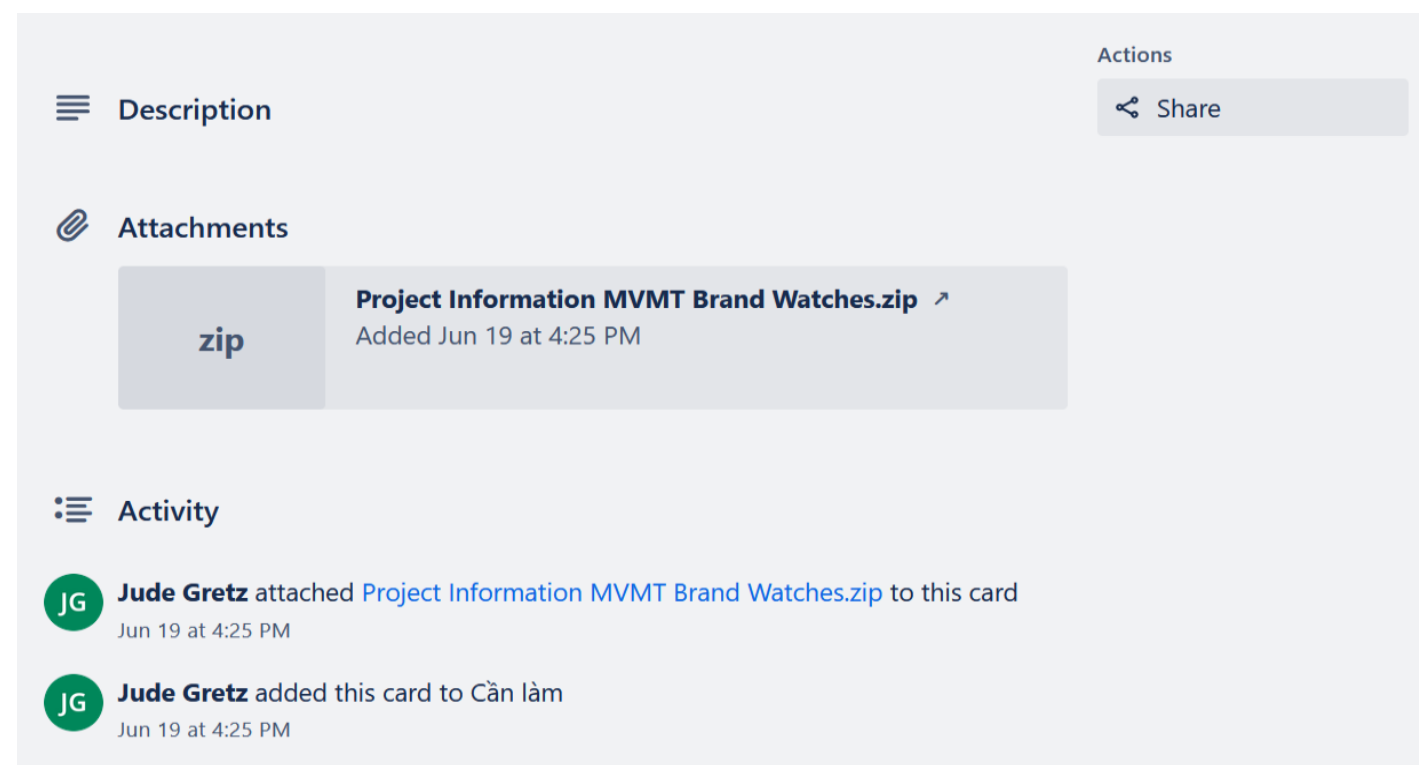 Actions
Share
Description
Attachments
zip
Project Information MVMT Brand Watches.zip ↗
Added Jun 19 at 4:25 PM
Activity
JG
Jude Gretz attached Project Information MVMT Brand Watches.zip to this card
Jun 19 at 4:25 PM
JG
Jude Gretz added this card to Cần làm
Jun 19 at 4:25 PM